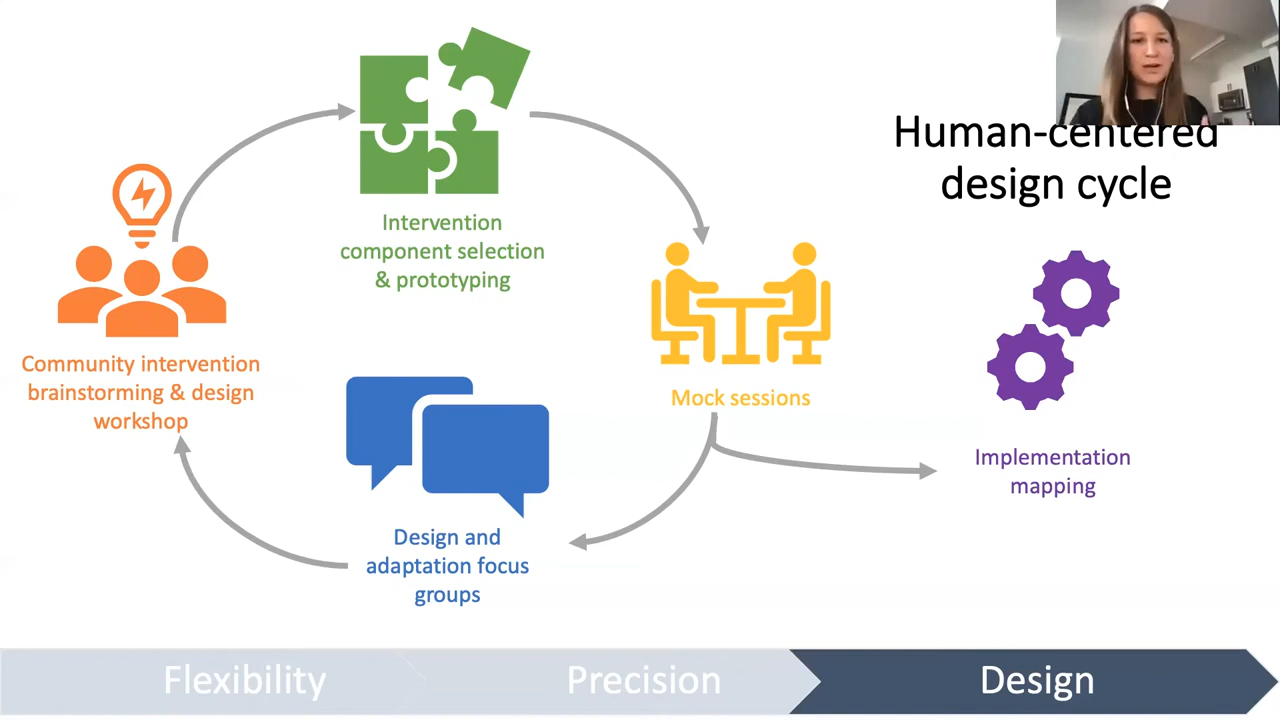 Human-centered
design cycle
Intervention
component selection
& prototyping
Community intervention
brainstorming & design
workshop
Mock sessions
Implementation
mapping
Design and
adaptation focus
groups
Flexibility
Precision
Design